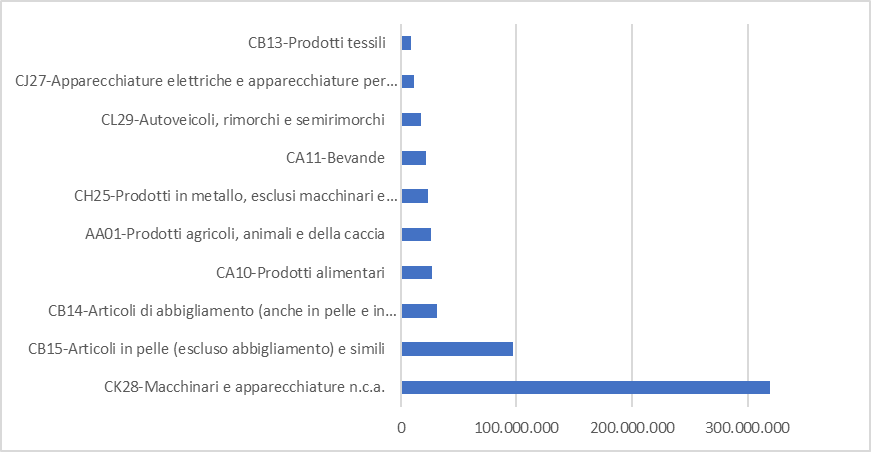 CB13-Prodotti tessili
CJ27-Apparecchiature elettriche e apparecchiature per…
CL29-Autoveicoli, rimorchi e semirimorchi
CA11-Bevande
CH25-Prodotti in metallo, esclusi macchinari e…
AA01-Prodotti agricoli, animali e della caccia
CA10-Prodotti alimentari
CB14-Articoli di abbigliamento (anche in pelle e in…
CB15-Articoli in pelle (escluso abbigliamento) e simili
CK28-Macchinari e apparecchiature n.c.a.
0 100.000.000 200.000.000 300.000.000